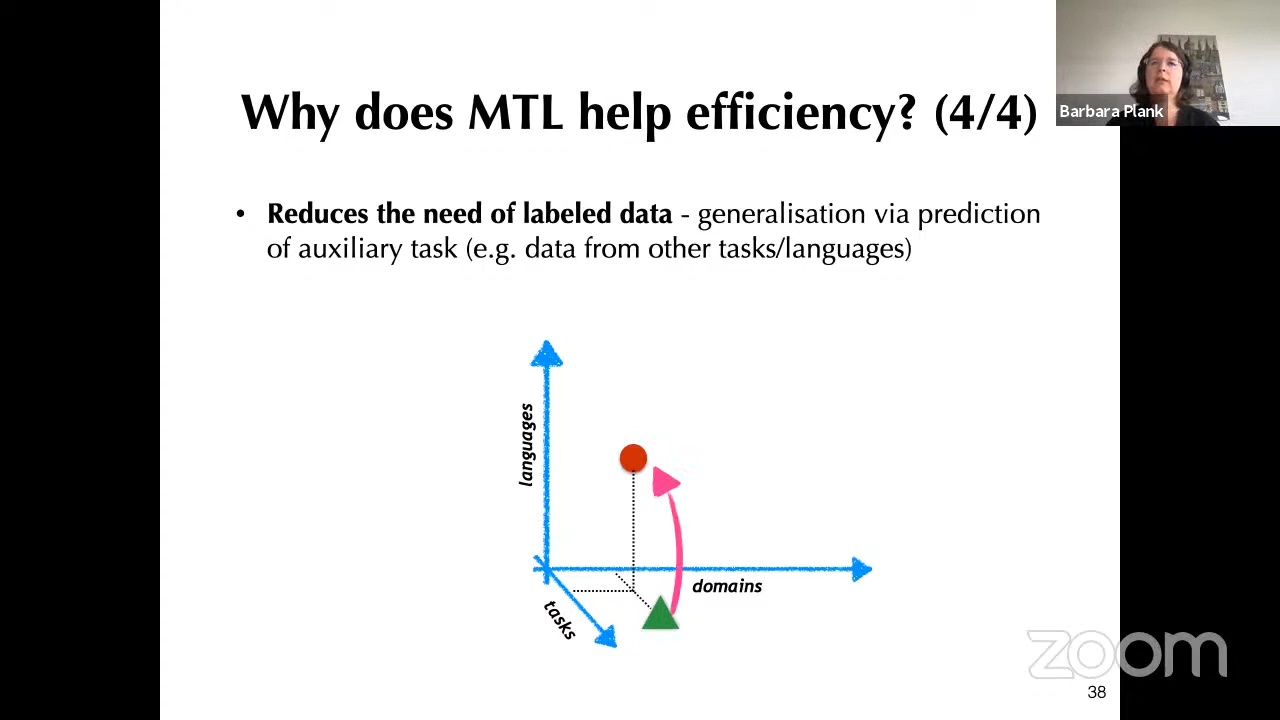 Why does MTL help efficiency? (4/4)
Barbara Plank
• Reduces the need of labeled data - generalisation via prediction
of auxiliary task (e.g. data from other tasks/languages)
languages
domains
tasks
zoom
38